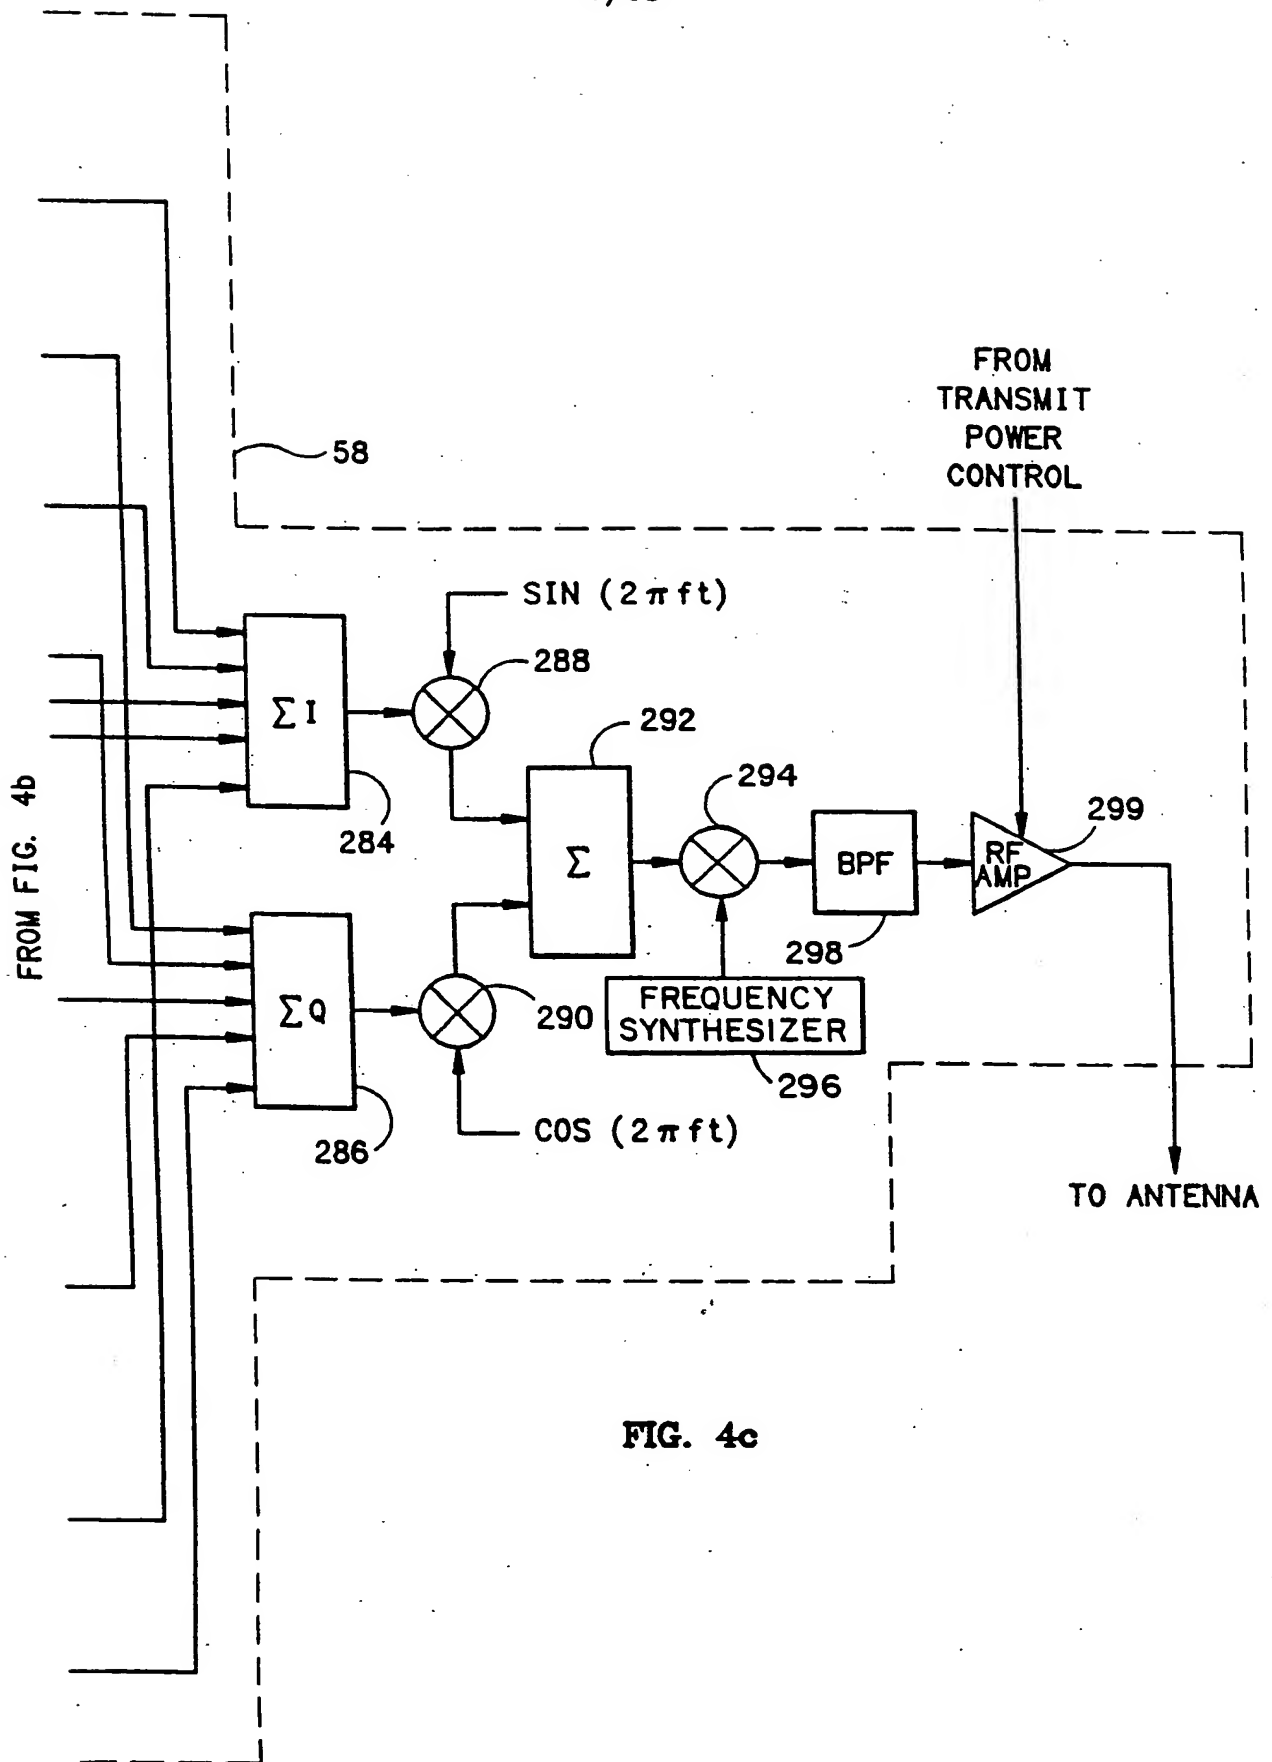 FROM
TRANSMIT
POWER
CONTROL
58
SIN (2πft)
288
ΣI
292
294
299
284
FROM FIG. 4b
Σ
BPF
RF
AMP
298
ΣQ
290
FREQUENCY
SYNTHESIZER
296
COS (2πft)
286
TO ANTENNA
FIG. 4c